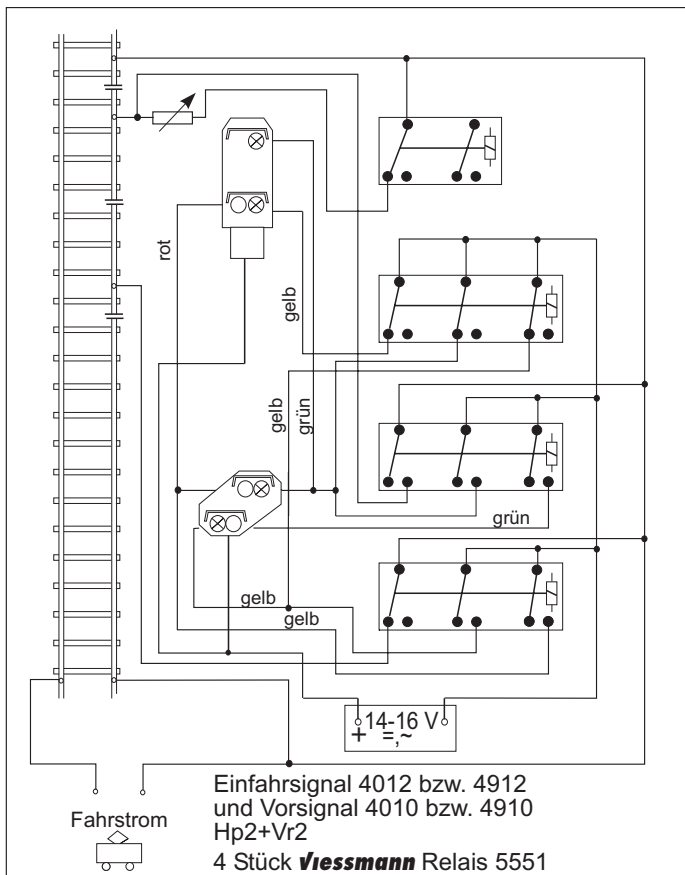 rot
gelb
gelb
grün
grün
gelb
gelb
14-16 V
+ =,~
Fahrstrom
Einfahrsignal 4012 bzw. 4912
und Vorsignal 4010 bzw. 4910
Hp2+Vr2
4 Stück viessmann Relais 5551